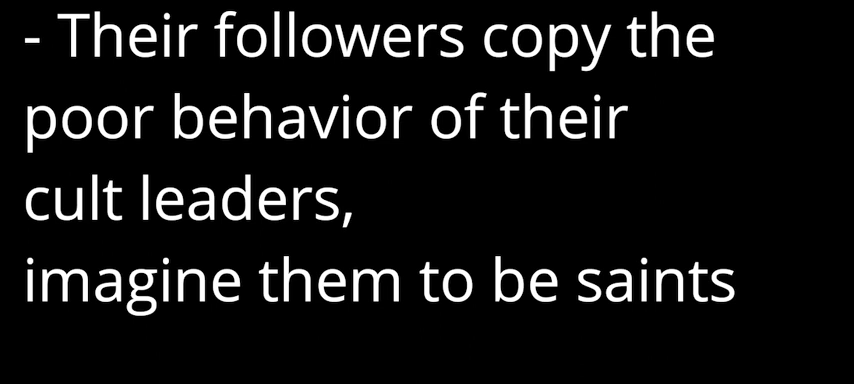 - Their followers copy the
poor behavior of their
cult leaders,
imagine them to be saints